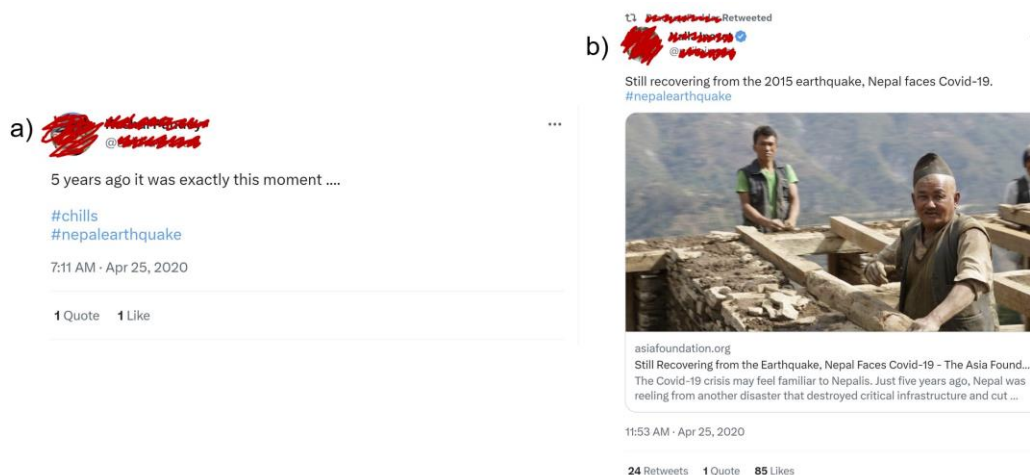 a)
@
5 years ago it was exactly this moment ....
#chills
#nepalearthquake
7:11 AM · Apr 25, 2020
1 Quote 1 Like
b)
Retweeted
@
Still recovering from the 2015 earthquake, Nepal faces Covid-19.
#nepalearthquake
asiafoundation.org
Still Recovering from the Earthquake, Nepal Faces Covid-19 - The Asia Found...
The Covid-19 crisis may feel familiar to Nepalis. Just five years ago, Nepal was
reeling from another disaster that destroyed critical infrastructure and cut ...
11:53 AM · Apr 25, 2020
24 Retweets 1 Quote 85 Likes